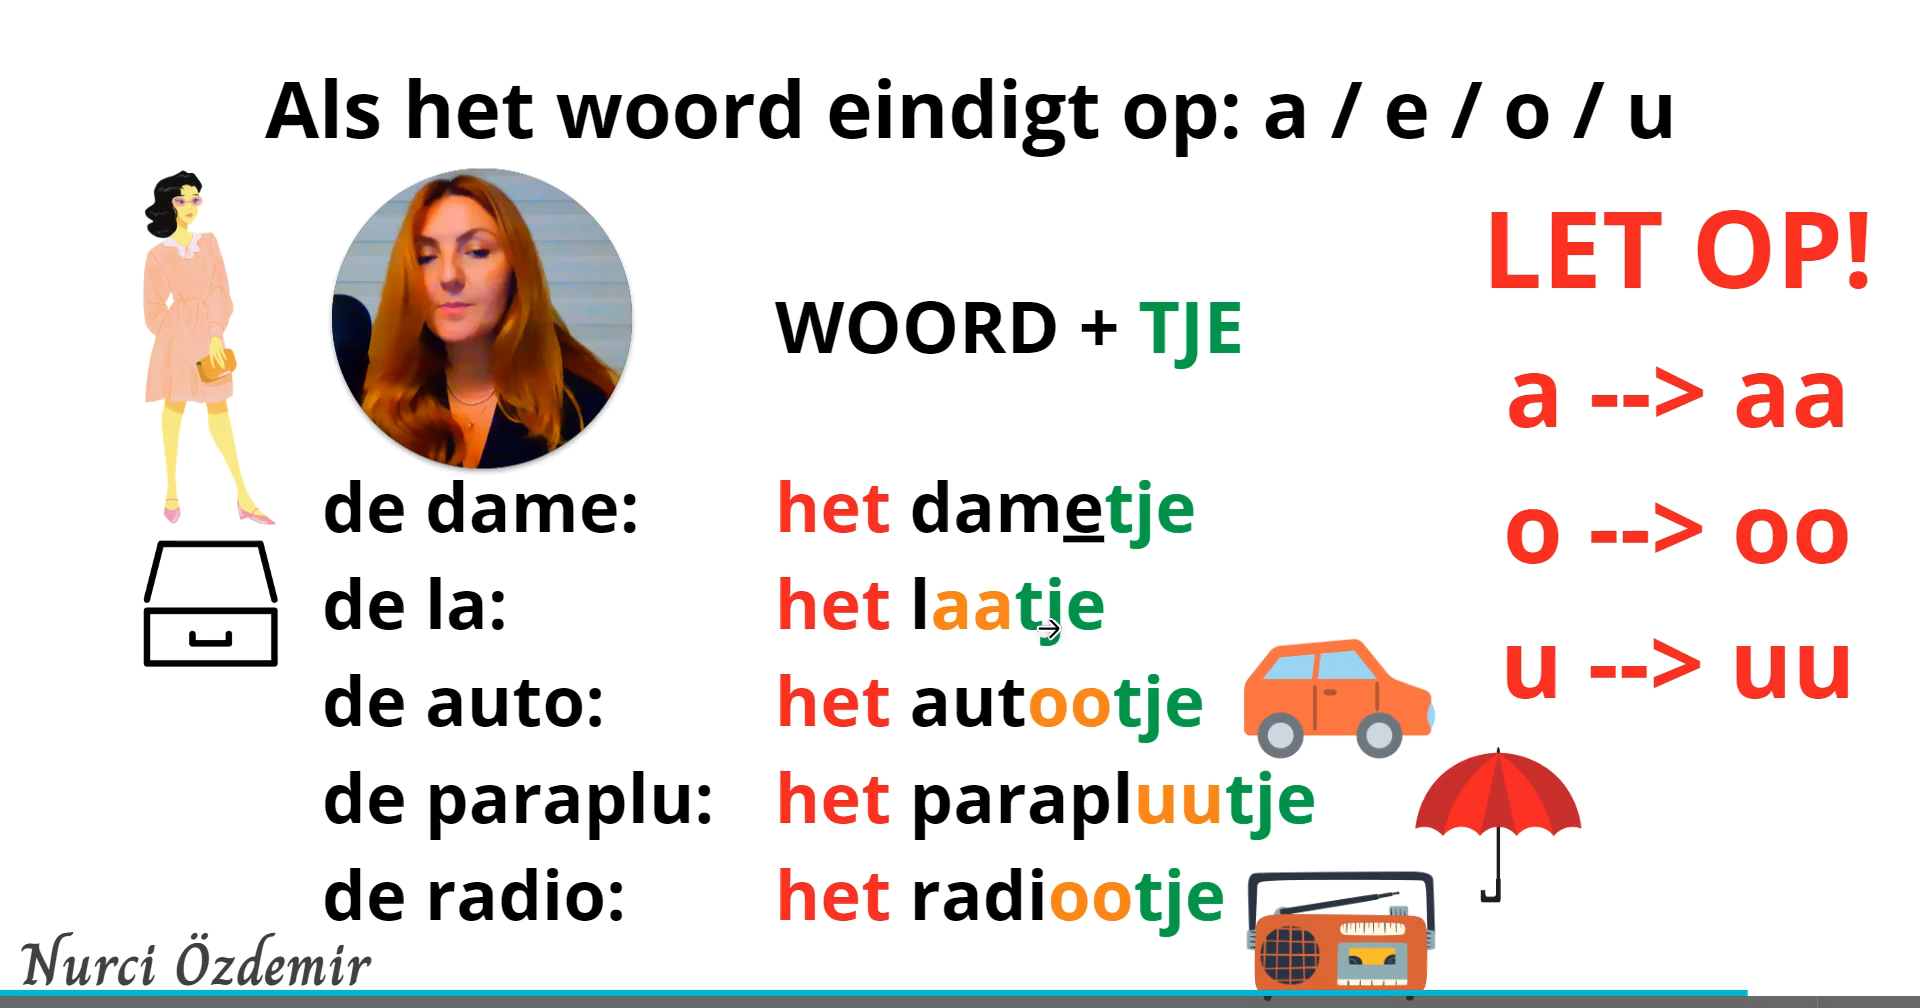 Als het woord eindigt op: a / e / o / u
LET OP!
WOORD + TJE
a --> aa
o --> oo
u --> uu
de dame: het dametje
de la: het laatje
de auto: het autootje
de paraplu: het parapluutje
de radio: het radiootje
Nurci Özdemir